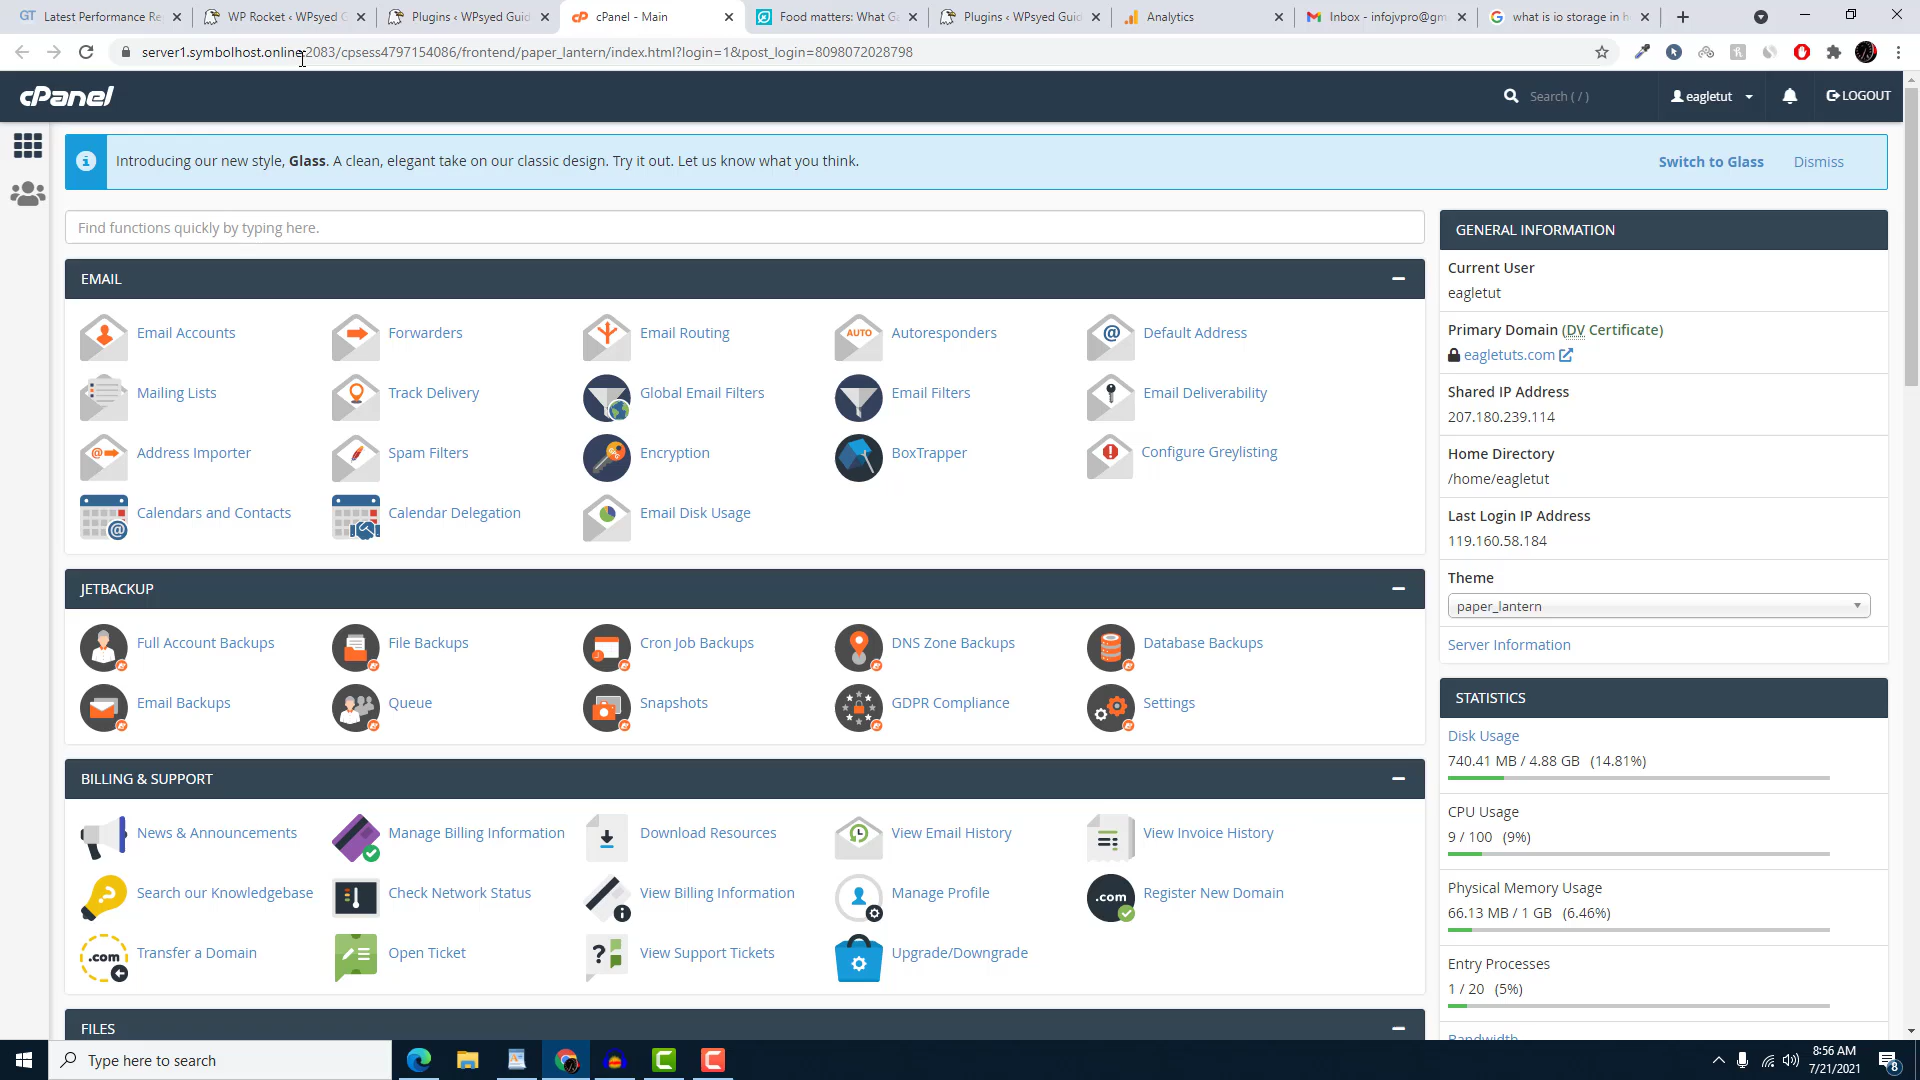 Latest Performance Re
WP Rocket ‹ WPsyed G
Plugins ‹ WPsyed Guid
cPanel - Main
Food matters: What G
Plugins ‹ WPsyed Guid
Analytics
Inbox - infojvpro@gm
what is io storage in h
server1.symbolhost.online:2083/cpsess4797154086/frontend/paper_lantern/index.html?login=1&post_login=8098072028798
cPanel
Search ( / )
eagletut
LOGOUT
Introducing our new style, Glass. A clean, elegant take on our classic design. Try it out. Let us know what you think.
Switch to Glass
Dismiss
Find functions quickly by typing here.
EMAIL
Email Accounts
Forwarders
Email Routing
AUTO
Autoresponders
Default Address
Mailing Lists
Track Delivery
Global Email Filters
Email Filters
Email Deliverability
Address Importer
Spam Filters
Encryption
BoxTrapper
Configure Greylisting
Calendars and Contacts
Calendar Delegation
Email Disk Usage
JETBACKUP
Full Account Backups
File Backups
Cron Job Backups
DNS Zone Backups
Database Backups
Email Backups
Queue
Snapshots
GDPR Compliance
Settings
BILLING & SUPPORT
News & Announcements
Manage Billing Information
Download Resources
View Email History
View Invoice History
Search our Knowledgebase
Check Network Status
View Billing Information
Manage Profile
.com
Register New Domain
.com
Transfer a Domain
Open Ticket
View Support Tickets
Upgrade/Downgrade
FILES
GENERAL INFORMATION
Current User
eagletut
Primary Domain (DV Certificate)
eagletuts.com
Shared IP Address
207.180.239.114
Home Directory
/home/eagletut
Last Login IP Address
119.160.58.184
Theme
paper_lantern
Server Information
STATISTICS
Disk Usage
740.41 MB / 4.88 GB (14.81%)
CPU Usage
9 / 100 (9%)
Physical Memory Usage
66.13 MB / 1 GB (6.46%)
Entry Processes
1 / 20 (5%)
Bandwidth
Type here to search
8:56 AM
7/21/2021
8